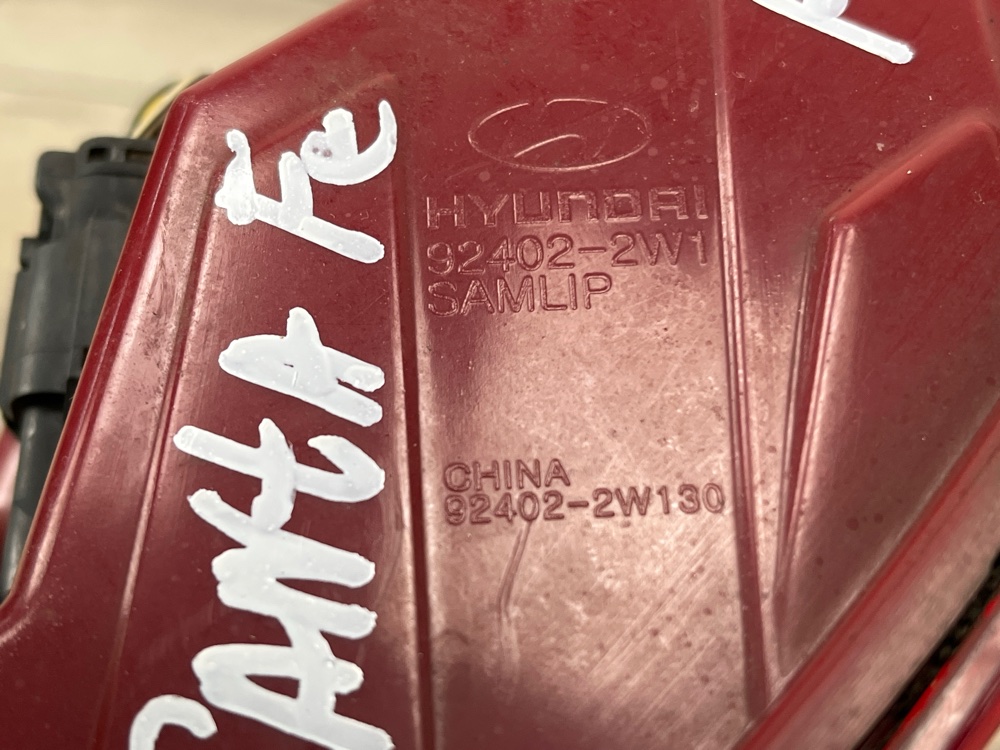 HYUNDAI
92402-2W1
SAMLIP
CHINA
92402-2W130
SANTA Fe